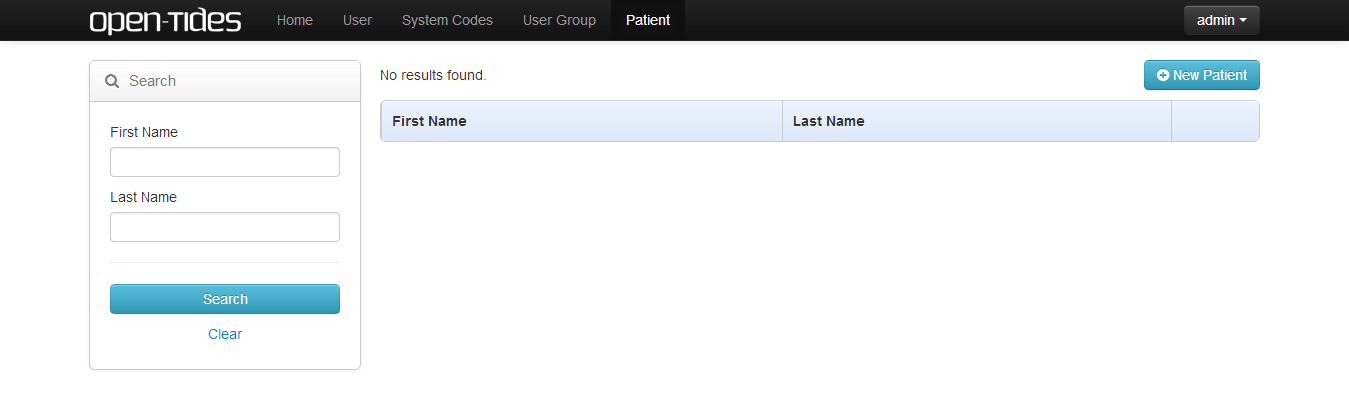 OPEN-TIDES Home User System Codes User Group Patient admin
Search
No results found.
New Patient
First Name Last Name
First Name
Last Name
Search
Clear